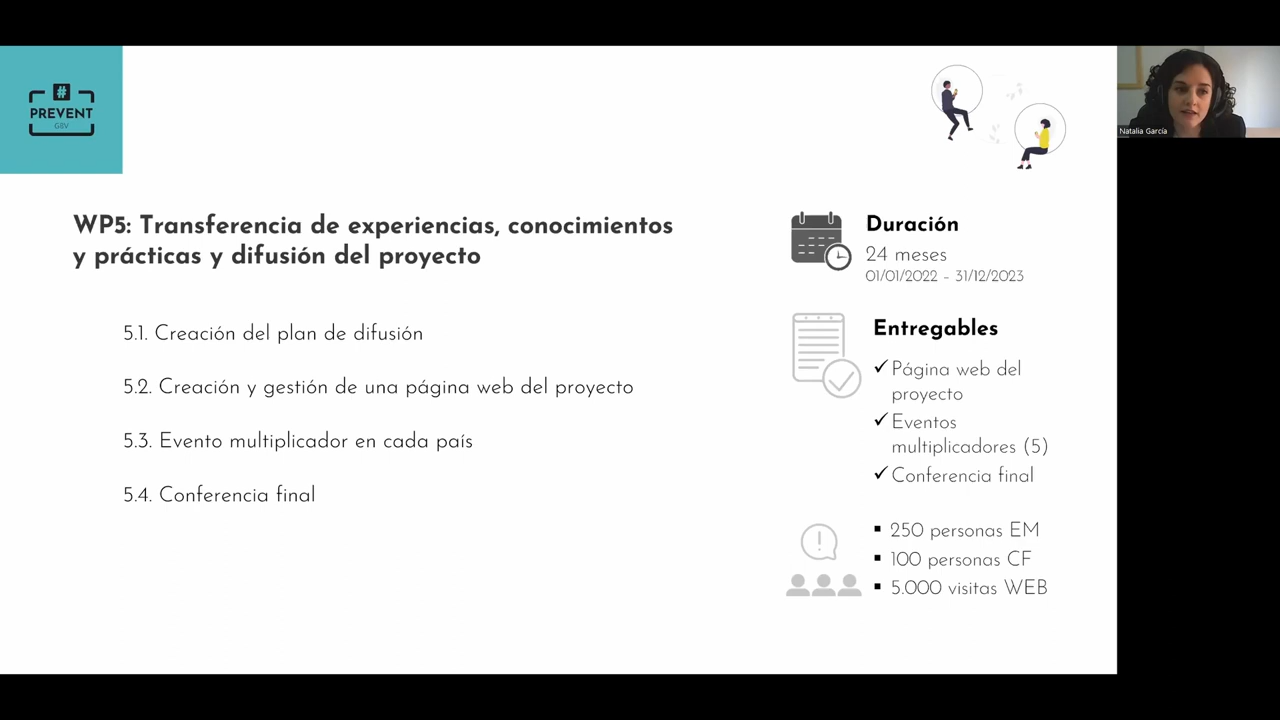 #
PREVENT
GBV
Natalia García
WP5: Transferencia de experiencias, conocimientos
y prácticas y difusión del proyecto
5.1. Creación del plan de difusión
5.2. Creación y gestión de una página web del proyecto
5.3. Evento multiplicador en cada país
5.4. Conferencia final
Duración
24 meses
01/01/2022 – 31/12/2023
Entregables
✓ Página web del
proyecto
✓ Eventos
multiplicadores (5)
✓ Conferencia final
▪ 250 personas EM
▪ 100 personas CF
▪ 5.000 visitas WEB